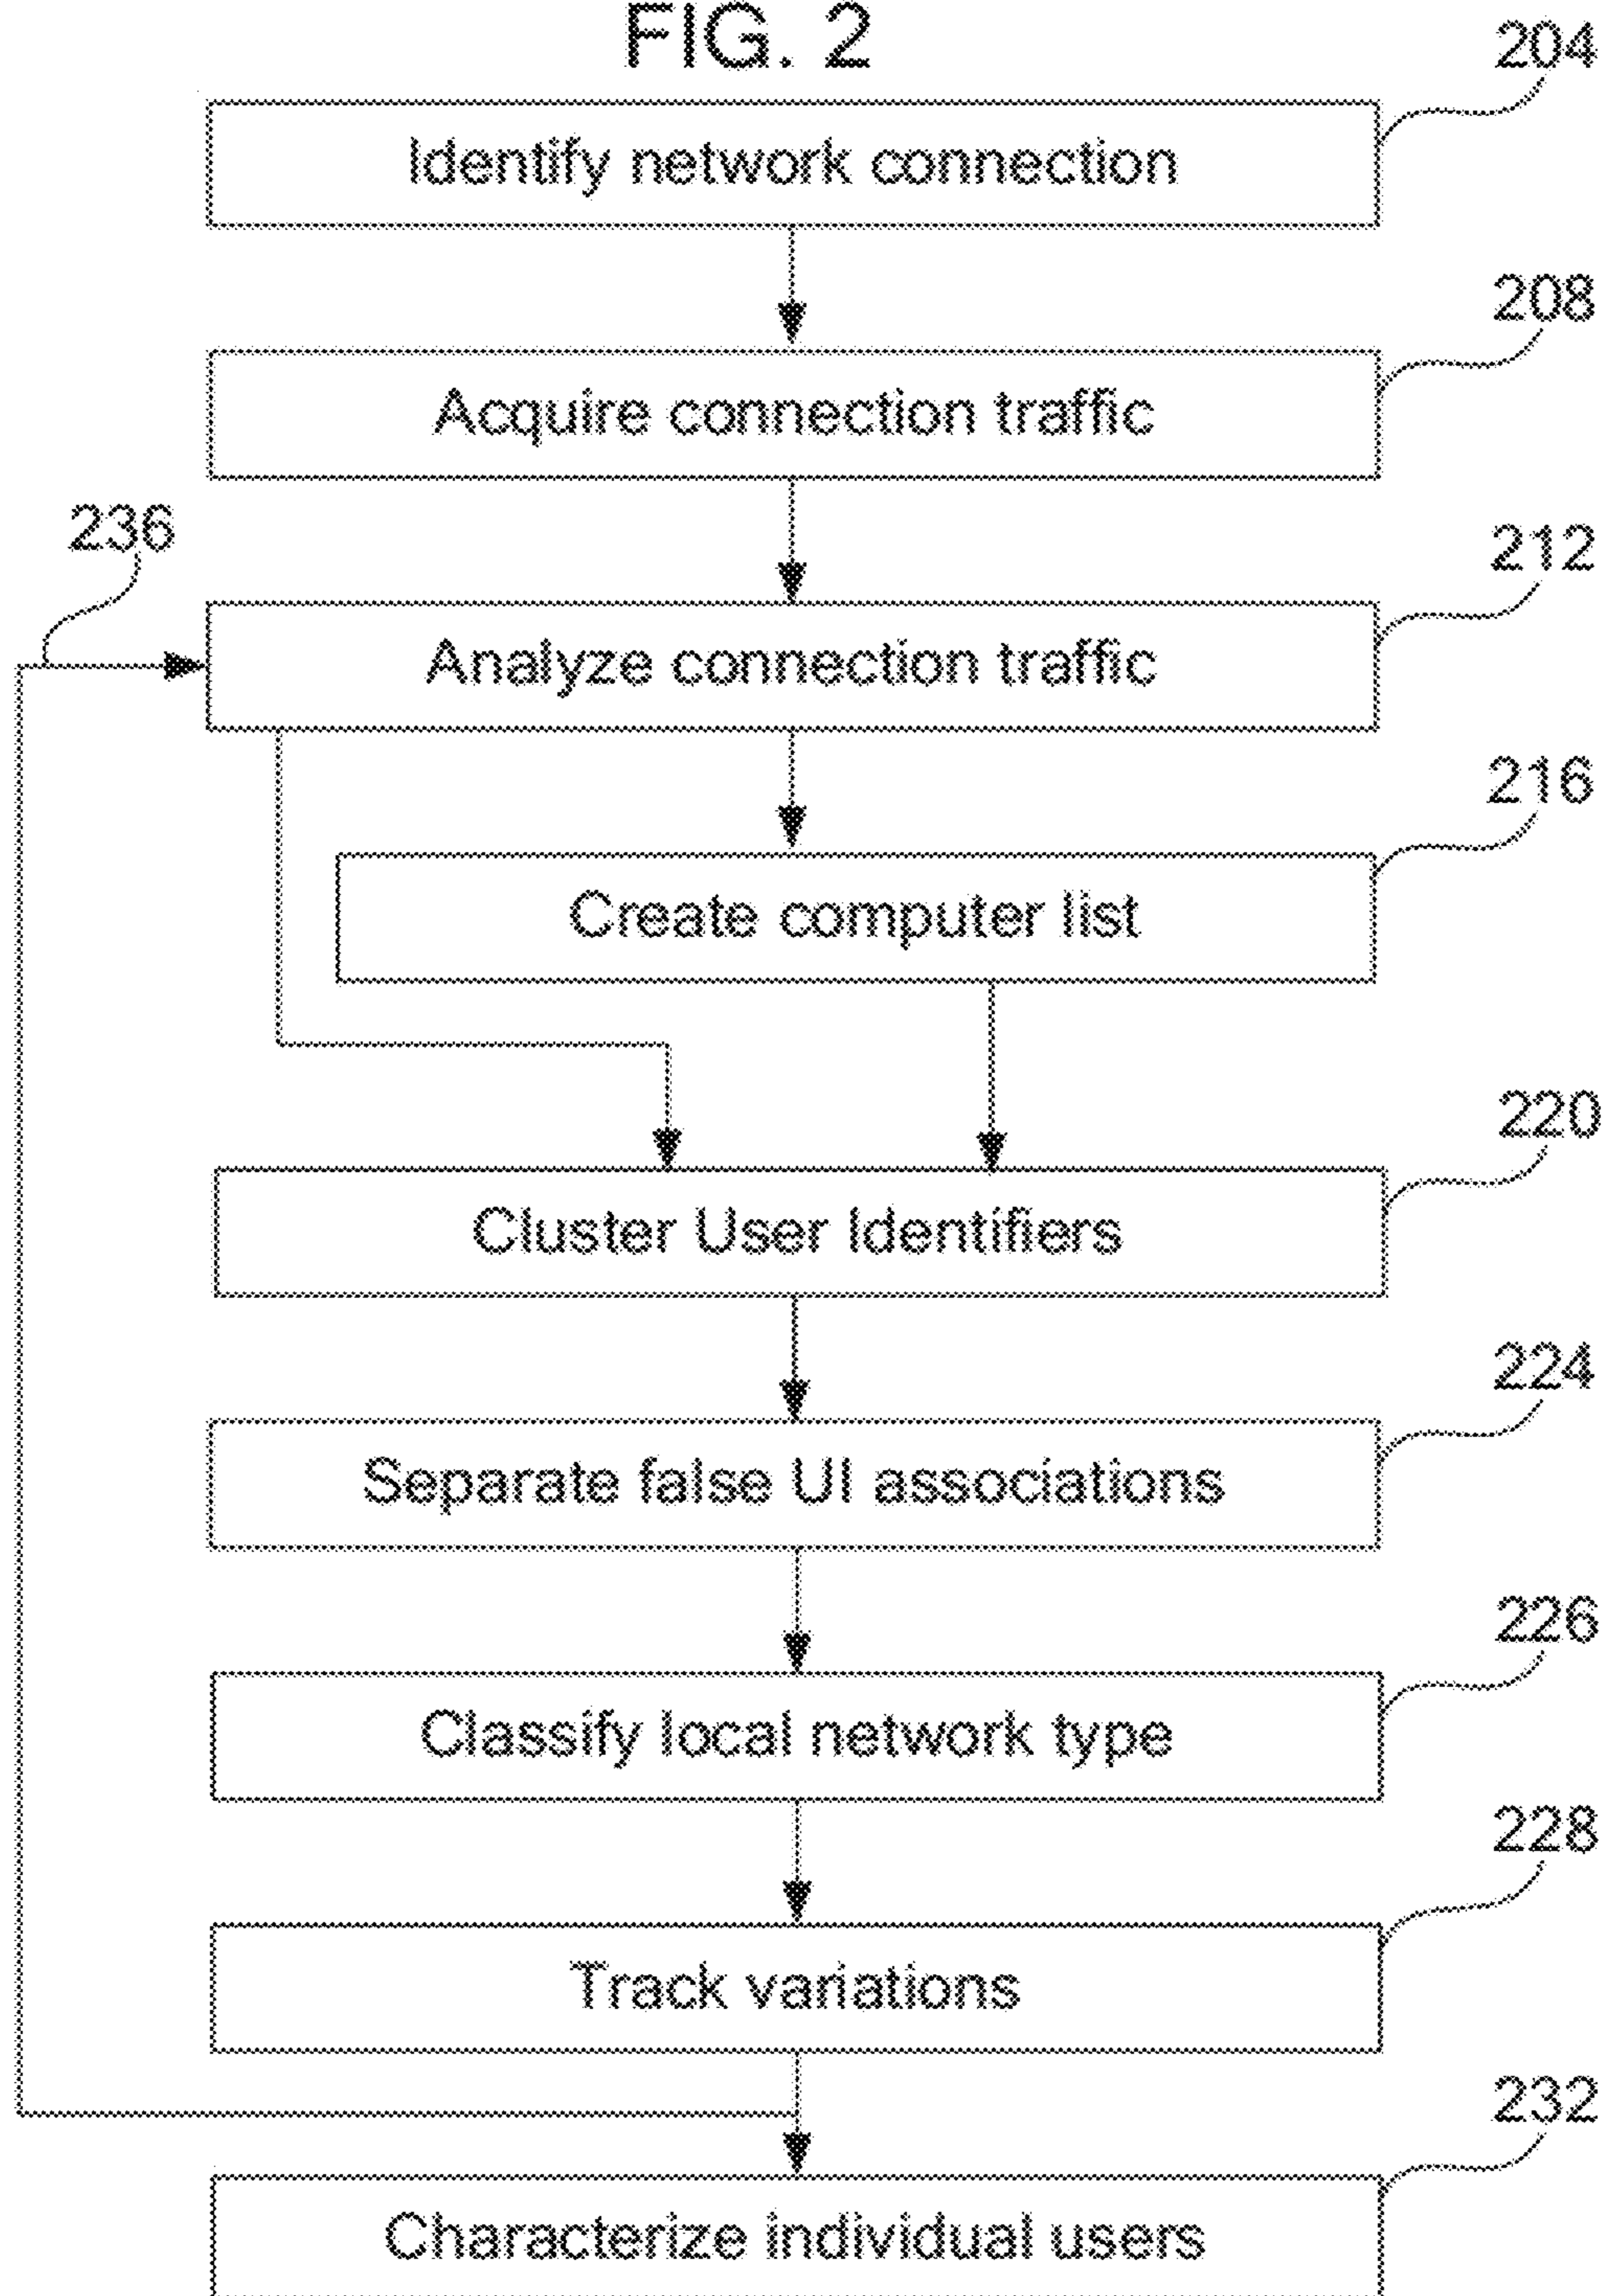 FIG. 2
204
Identify network connection
208
Acquire connection traffic
236
212
Analyze connection traffic
216
Create computer list
220
Cluster User Identifiers
224
Separate false UI associations
226
Classify local network type
228
Track variations
232
Characterize individual users